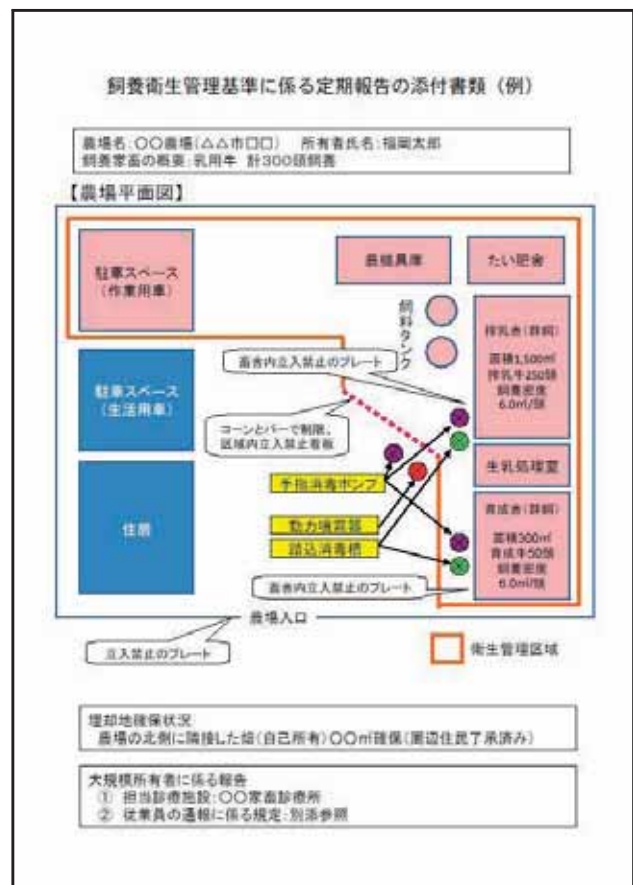 飼養衛生管理基準に係る定期報告の添付書類（例）
農場名：〇〇農場（△△市□□）　所有者氏名：福岡太郎
飼養家畜の概要：乳用牛　計300頭飼養
【農場平面図】
駐車スペース
（作業用車）
農機具庫
たい肥舎
飼料タンク
搾乳舎（群飼）
面積1,500㎡
搾乳牛250頭
飼養密度
6.0㎡/頭
畜舎内立入禁止のプレート
駐車スペース
（生活用車）
コーンとバーで制限、
区域内立入禁止看板
生乳処理室
手指消毒ポンプ
動力噴霧器
踏込消毒槽
住居
育成舎（群飼）
面積300㎡
育成牛50頭
飼養密度
6.0㎡/頭
畜舎内立入禁止のプレート
農場入口
立入禁止のプレート
衛生管理区域
埋却地確保状況
農場の北側に隣接した畑（自己所有）〇〇㎡確保（周辺住民了承済み）
大規模所有者に係る報告
①　担当診療施設：〇〇家畜診療所
②　従業員の通報に係る規定：別添参照